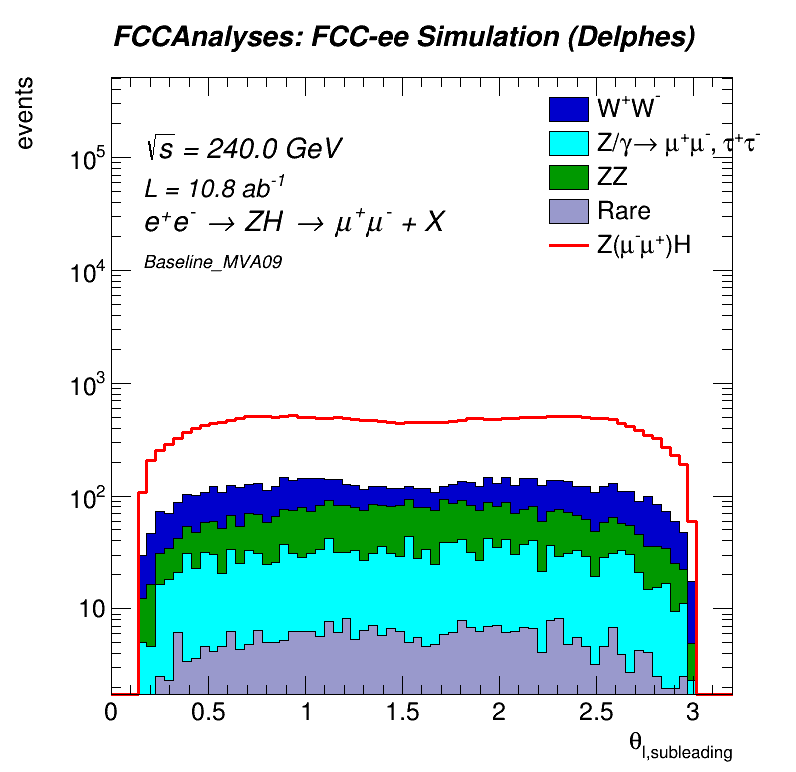 FCCAnalyses: FCC-ee Simulation (Delphes)
events
√s = 240.0 GeV
L = 10.8 ab⁻¹
e⁺e⁻ → ZH → μ⁺μ⁻ + X
Baseline_MVA09
W⁺W⁻
Z/γ→ μ⁺μ⁻, τ⁺τ⁻
ZZ
Rare
Z(μ⁻μ⁺)H
10⁵
10⁴
10³
10²
10
0 0.5 1 1.5 2 2.5 3
θl,subleading